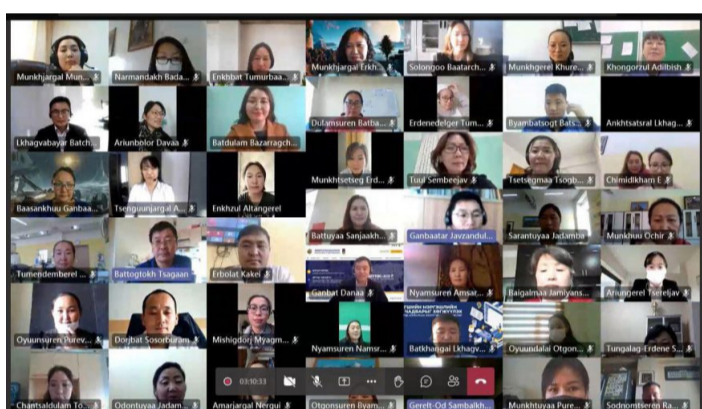 Munkhjargal Mun...
Narmandakh Bada...
Enkhbat Tumurbaa...
Munkhjargal Erkh...
Solongoo Baatarch...
Munkhgerel Khure...
Khongorzul Adilbish
Lkhagvabayar Batch...
Ariunbolor Davaa
Batdulam Bazarragch...
Dulamsuren Batba...
Erdenedelger Tum...
Byambatsogt Bats...
Ankhtsatsral Lkhag...
Baasankhuu Ganbaa...
Tsenguunjargal A...
Enkhzul Altangerel
Munkhtsetseg Erd...
Tuul Sembeejav
Tsetsegmaa Tsogb...
Chimidlkham E
Tumendemberel ...
Battogtokh Tsagaan
Erbolat Kakei
Battuyaa Sanjaakh...
Ganbaatar Javzandul...
Sarantuyaa Jadamba
Munkhuu Ochir
Oyuunsuren Purev...
Dorjbat Sosorburam
Mishigdorj Myagm...
Ganbat Danaa
Nyamsuren Amsar...
Baigalmaa Jamiyans...
Ariungerel Tsereljav
Nyamsuren Namsr...
Batkhangal Lkhagv...
Oyuundalai Otgon...
Tungalag-Erdene S...
Chantsaldulam To...
Odontuyaa Jadam...
Amarjargal Nergui
03:10:33
Otgonsuren Byam...
Gerelt-Od Sambalkh...
Munkhtuyaa Pure...
Sodnomtseren Ra...